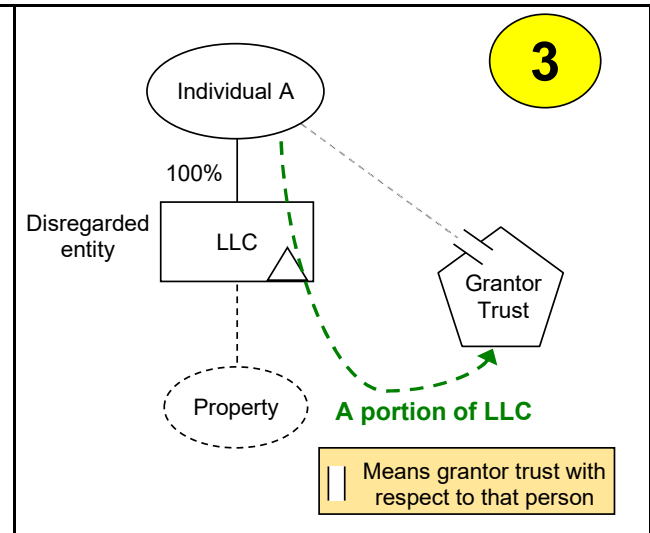 3
Individual A
100%
Disregarded
entity
LLC
Grantor
Trust
Property
A portion of LLC
Means grantor trust with
respect to that person